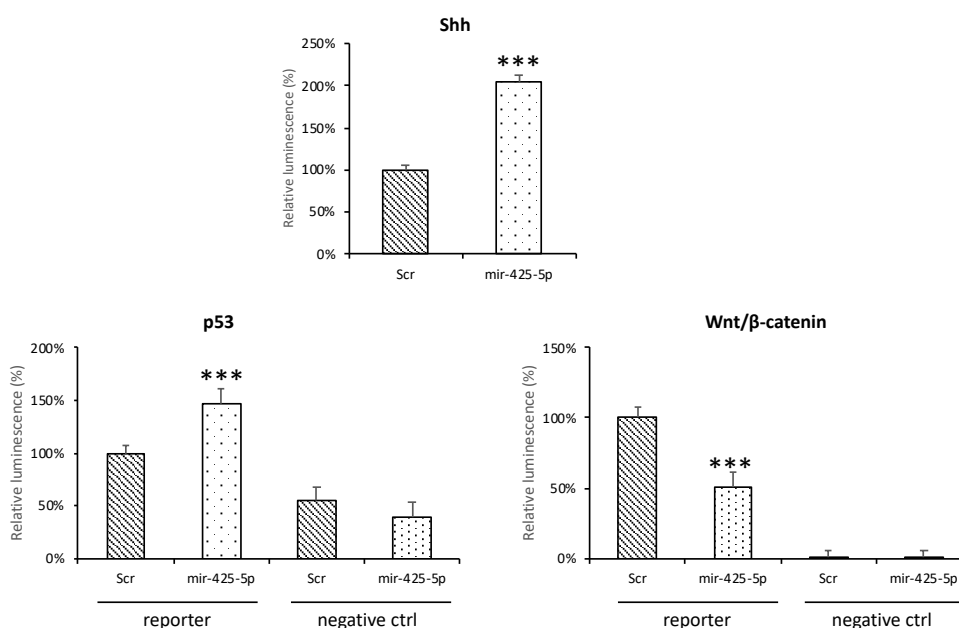 Shh
Relative luminescence (%)
250%
200%
150%
100%
50%
0%
***
Scr
mir-425-5p
p53
Relative luminescence (%)
200%
150%
100%
50%
0%
***
Scr
mir-425-5p
Scr
mir-425-5p
reporter
negative ctrl
Wnt/β-catenin
Relative luminescence (%)
150%
100%
50%
0%
***
Scr
mir-425-5p
Scr
mir-425-5p
reporter
negative ctrl